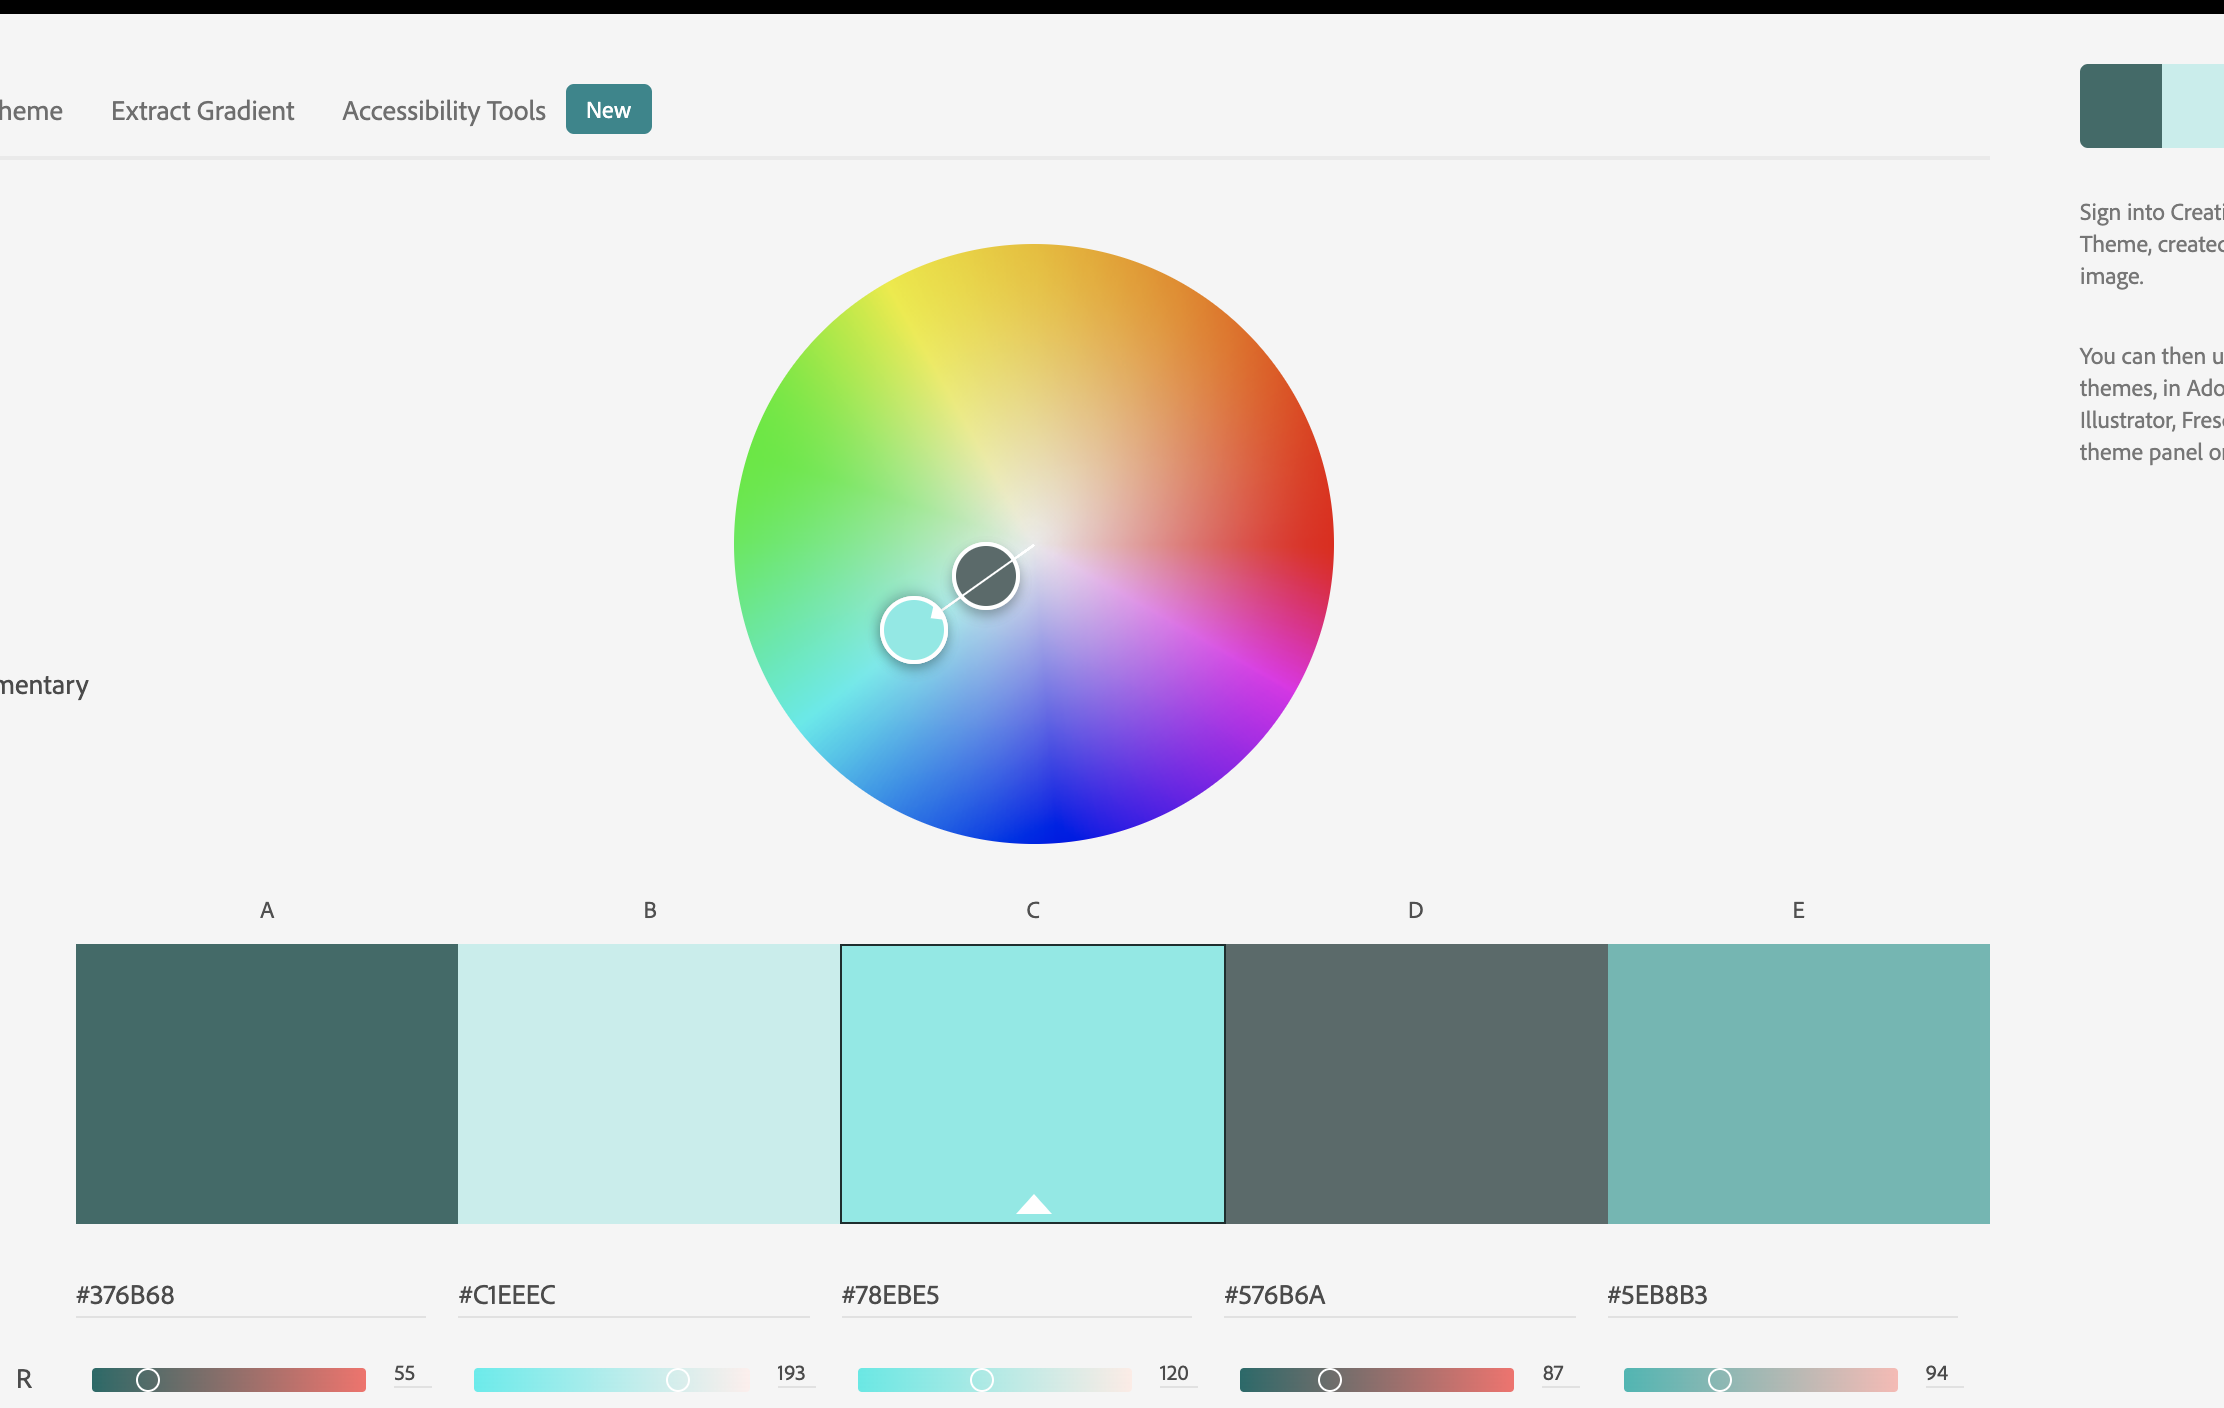 heme Extract Gradient Accessibility Tools New
Sign into Creati
Theme, created
image.
You can then u
themes, in Ado
Illustrator, Fres
theme panel o
mentary
A B C D E
#376B68 #C1EEEC #78EBE5 #576B6A #5EB8B3
R 55 193 120 87 94